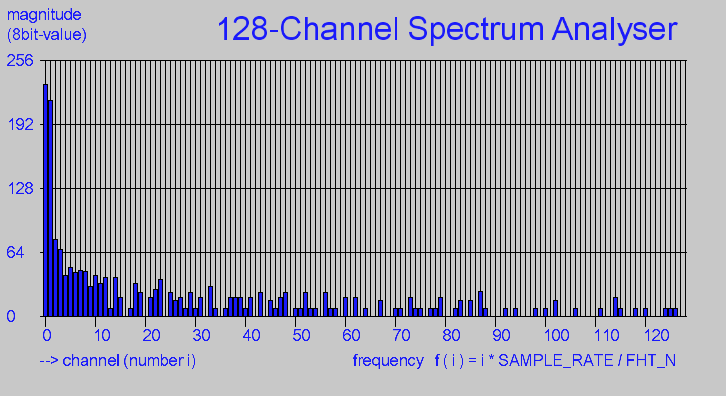 magnitude
(8bit-value)
128-Channel Spectrum Analyser
256
192
128
64
0
0 10 20 30 40 50 60 70 80 90 100 110 120
--> channel (number i)
frequency f ( i ) = i * SAMPLE_RATE / FHT_N